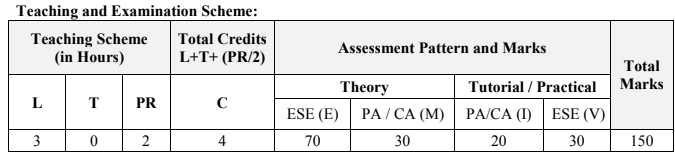 Teaching and Examination Scheme:
Teaching Scheme Total Credits Assessment Pattern and Marks Total
(in Hours) L+T+ (PR/2) Marks
L T PR C Theory Tutorial / Practical
ESE (E) PA / CA (M) PA/CA (I) ESE (V)
3 0 2 4 70 30 20 30 150